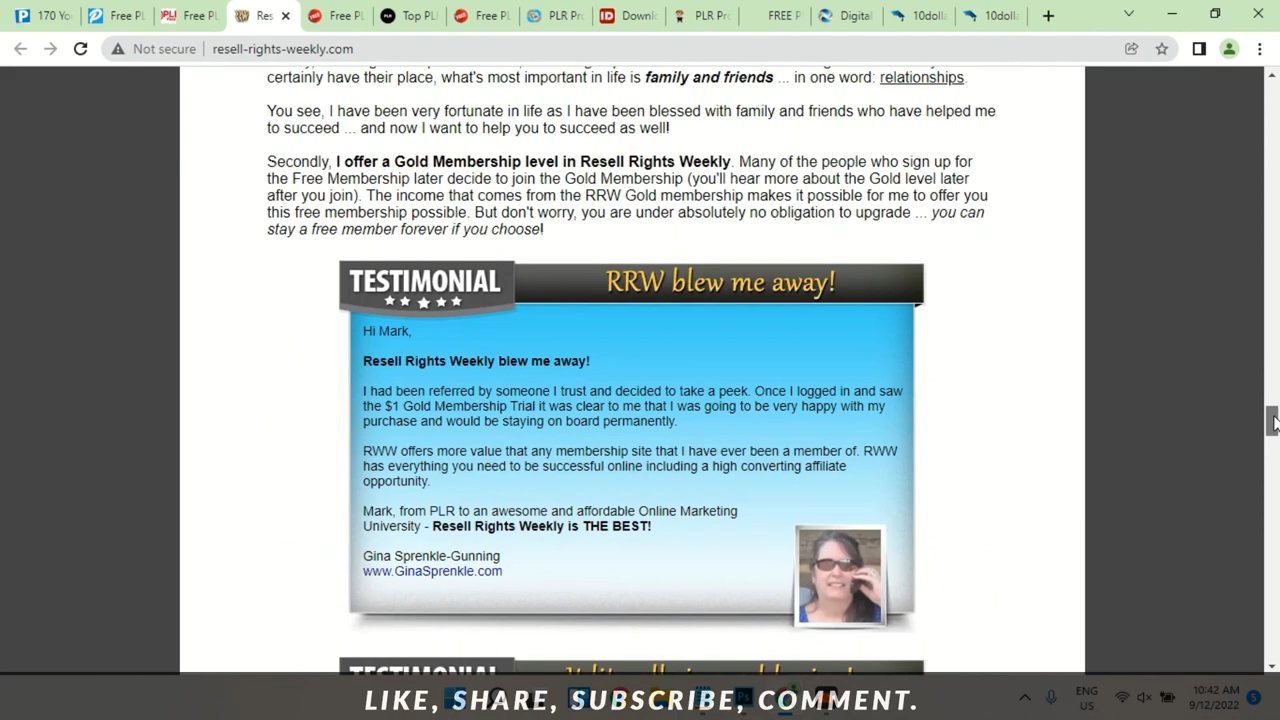 170 Yo
Free PL
Free PL
Res
Free PL
Top PL
Free PL
PLR Pr
Downl
PLR Pr
FREE P
Digital
10dolla
10dolla
Not secure
resell-rights-weekly.com
certainly have their place, what's most important in life is family and friends ... in one word: relationships.
You see, I have been very fortunate in life as I have been blessed with family and friends who have helped me
to succeed ... and now I want to help you to succeed as well!
Secondly, I offer a Gold Membership level in Resell Rights Weekly. Many of the people who sign up for
the Free Membership later decide to join the Gold Membership (you'll hear more about the Gold level later
after you join). The income that comes from the RRW Gold membership makes it possible for me to offer you
this free membership possible. But don't worry, you are under absolutely no obligation to upgrade ... you can
stay a free member forever if you choose!
TESTIMONIAL
RRW blew me away!
Hi Mark,
Resell Rights Weekly blew me away!
I had been referred by someone I trust and decided to take a peek. Once I logged in and saw
the $1 Gold Membership Trial it was clear to me that I was going to be very happy with my
purchase and would be staying on board permanently.
RWW offers more value that any membership site that I have ever been a member of. RWW
has everything you need to be successful online including a high converting affiliate
opportunity.
Mark, from PLR to an awesome and affordable Online Marketing
University - Resell Rights Weekly is THE BEST!
Gina Sprenkle-Gunning
www.GinaSprenkle.com
TESTIMONIAL
LIKE, SHARE, SUBSCRIBE, COMMENT.
ENG
US
10:42 AM
9/12/2022